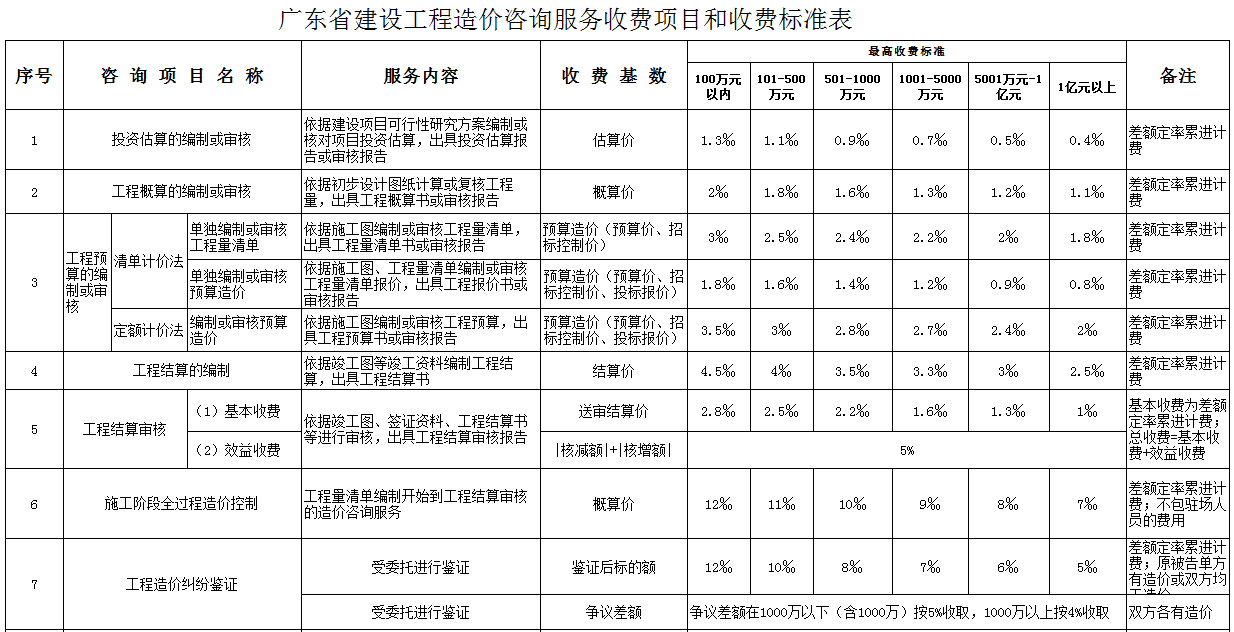 广东省建设工程造价咨询服务收费项目和收费标准表
序号
咨 询 项 目 名 称
服务内容
收 费 基 数
最高收费标准
备注
100万元
以内
101-500
万元
501-1000
万元
1001-5000
万元
5001万元-1
亿元
1亿元以上
1
投资估算的编制或审核
依据建设项目可行性研究方案编制或
核对项目投资估算，出具投资估算报
告或审核报告
估算价
1.3‰
1.1‰
0.9‰
0.7‰
0.5‰
0.4‰
差额定率累进计
费
2
工程概算的编制或审核
依据初步设计图纸计算或复核工程
量，出具工程概算书或审核报告
概算价
2‰
1.8‰
1.6‰
1.3‰
1.2‰
1.1‰
差额定率累进计
费
3
工程预
算的编
制或审
核
清单计价法
单独编制或审核
工程量清单
依据施工图编制或审核工程量清单，
出具工程量清单书或审核报告
预算造价（预算价、招
标控制价）
3‰
2.5‰
2.4‰
2.2‰
2‰
1.8‰
差额定率累进计
费
单独编制或审核
预算造价
依据施工图、工程量清单编制或审核
工程量清单报价，出具工程报价书或
审核报告
预算造价（预算价、招
标控制价、投标报价）
1.8‰
1.6‰
1.4‰
1.2‰
0.9‰
0.8‰
差额定率累进计
费
定额计价法
编制或审核预算
造价
依据施工图编制或审核工程预算，出
具工程预算书或审核报告
预算造价（预算价、招
标控制价、投标报价）
3.5‰
3‰
2.8‰
2.7‰
2.4‰
2‰
差额定率累进计
费
4
工程结算的编制
依据竣工图等竣工资料编制工程结
算，出具工程结算书
结算价
4.5‰
4‰
3.5‰
3.3‰
3‰
2.5‰
差额定率累进计
费
5
工程结算审核
（1）基本收费
依据竣工图、签证资料、工程结算书
等进行审核，出具工程结算审核报告
送审结算价
2.8‰
2.5‰
2.2‰
1.6‰
1.3‰
1‰
基本收费为差额
定率累进计费；
总收费=基本收
费+效益收费
（2）效益收费
|核减额|+|核增额|
5%
6
施工阶段全过程造价控制
工程量清单编制开始到工程结算审核
的造价咨询服务
概算价
12‰
11‰
10‰
9‰
8‰
7‰
差额定率累进计
费；不包驻场人
员的费用
7
工程造价纠纷鉴证
受委托进行鉴证
鉴证后标的额
12‰
10‰
8‰
7‰
6‰
5‰
差额定率累进计
费；原被告单方
有造价或双方均
无造价
受委托进行鉴证
争议差额
争议差额在1000万以下（含1000万）按5%收取，1000万以上按4%收取
双方各有造价